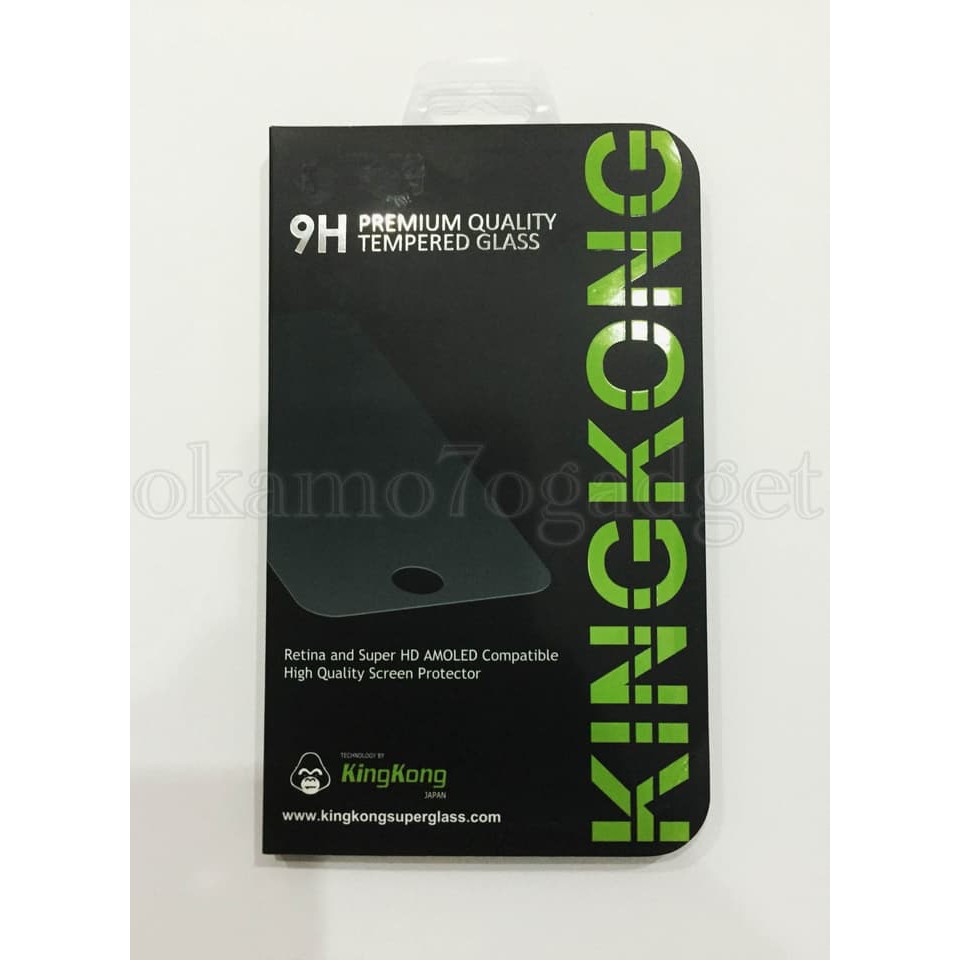 9H PREMIUM QUALITY
TEMPERED GLASS
KINGKONG
okamo7ogadget
Retina and Super HD AMOLED Compatible
High Quality Screen Protector
TECHNOLOGY BY
KingKong
JAPAN
www.kingkongsuperglass.com